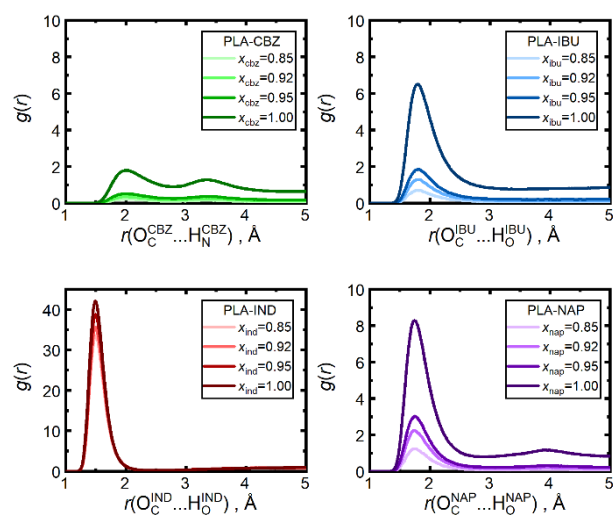 PLA-CBZ
x_cbz=0.85
x_cbz=0.92
x_cbz=0.95
x_cbz=1.00
g(r)
10
8
6
4
2
0
1 2 3 4 5
r(O_C^CBZ...H_N^CBZ) , Å
PLA-IBU
x_ibu=0.85
x_ibu=0.92
x_ibu=0.95
x_ibu=1.00
g(r)
10
8
6
4
2
0
1 2 3 4 5
r(O_C^IBU...H_O^IBU) , Å
PLA-IND
x_ind=0.85
x_ind=0.92
x_ind=0.95
x_ind=1.00
g(r)
40
30
20
10
0
1 2 3 4 5
r(O_C^IND...H_O^IND) , Å
PLA-NAP
x_nap=0.85
x_nap=0.92
x_nap=0.95
x_nap=1.00
g(r)
10
8
6
4
2
0
1 2 3 4 5
r(O_C^NAP...H_O^NAP) , Å